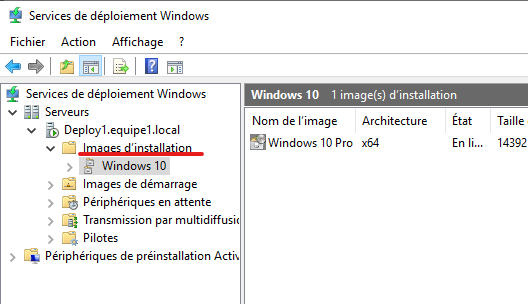 Services de déploiement Windows
Fichier Action Affichage ?
Services de déploiement Windows
Serveurs
Deploy1.equipe1.local
Images d'installation
Windows 10
Images de démarrage
Périphériques en attente
Transmission par multidiffusio
Pilotes
Périphériques de préinstallation Activ
Windows 10 1 image(s) d'installation
Nom de l'image Architecture État Taille
Windows 10 Pro x64 En li... 14392